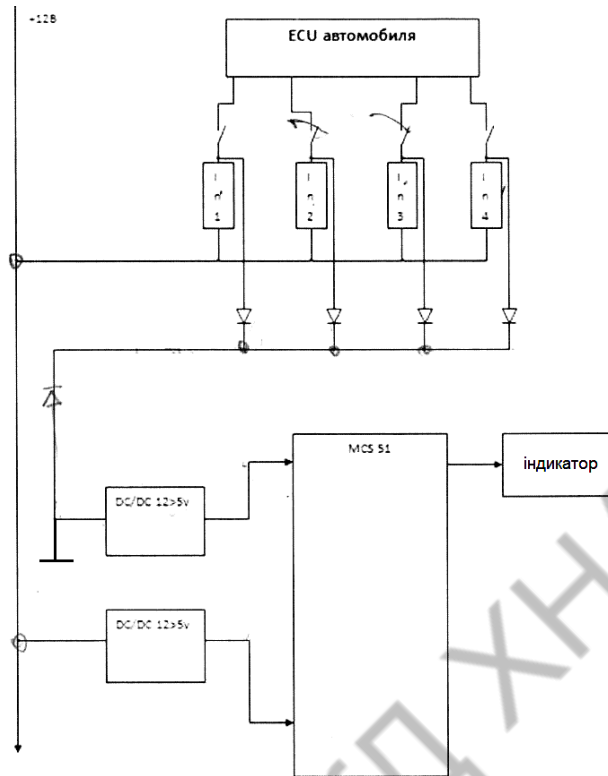 +12В
ECU автомобиля
I
n
1
I
n
2
I
n
3
I
n
4
MCS 51
індикатор
DC/DC 12>5v
DC/DC 12>5v